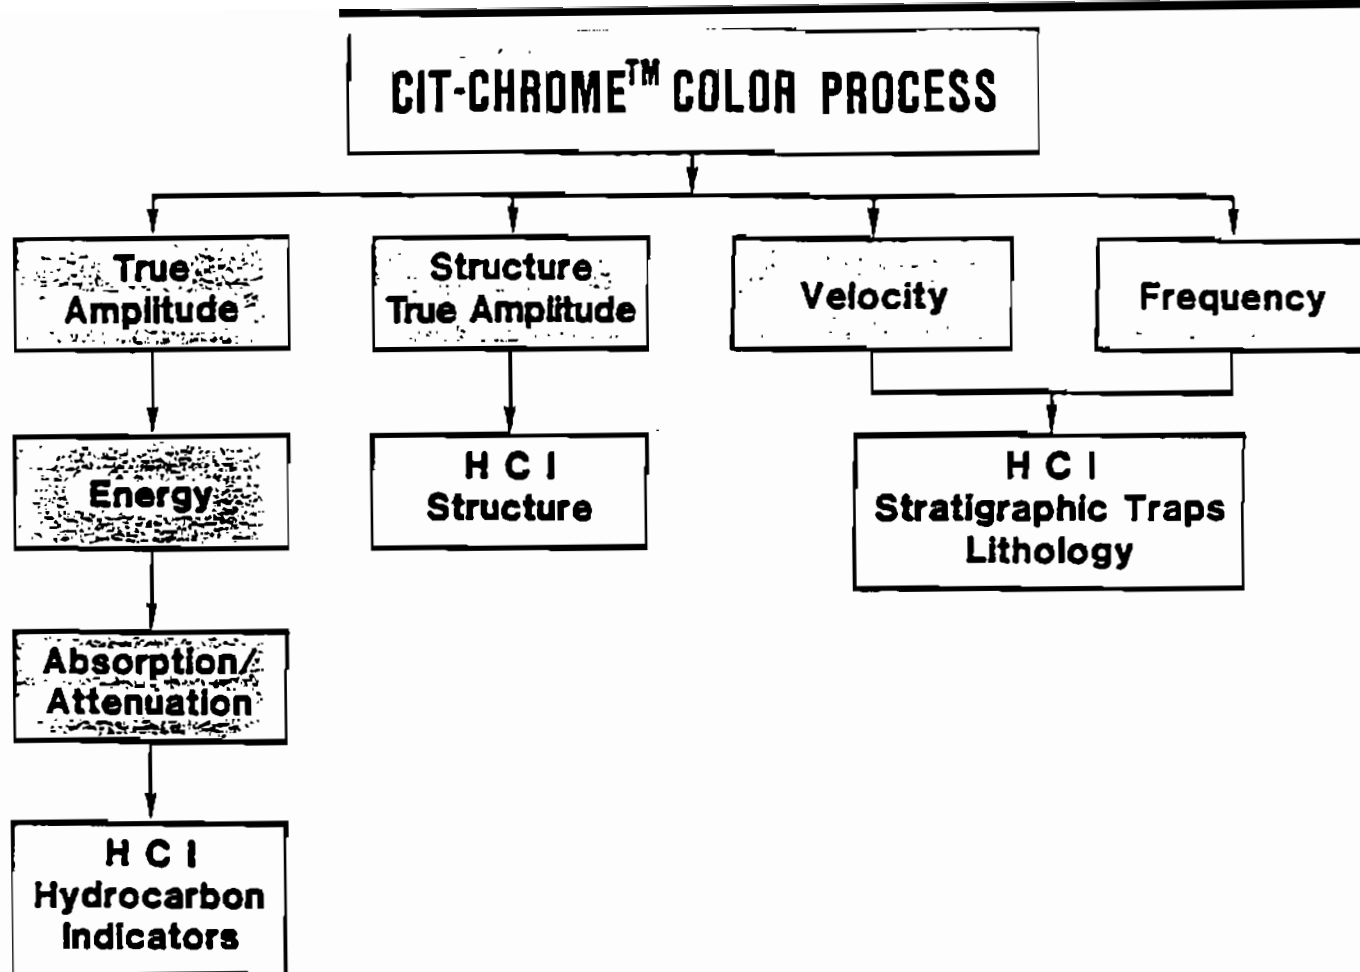 CIT-CHROME™ COLOR PROCESS
True
Amplitude
Structure
True Amplitude
Velocity
Frequency
Energy
H C I
Structure
H C I
Stratigraphic Traps
Lithology
Absorption/
Attenuation
H C I
Hydrocarbon
Indicators